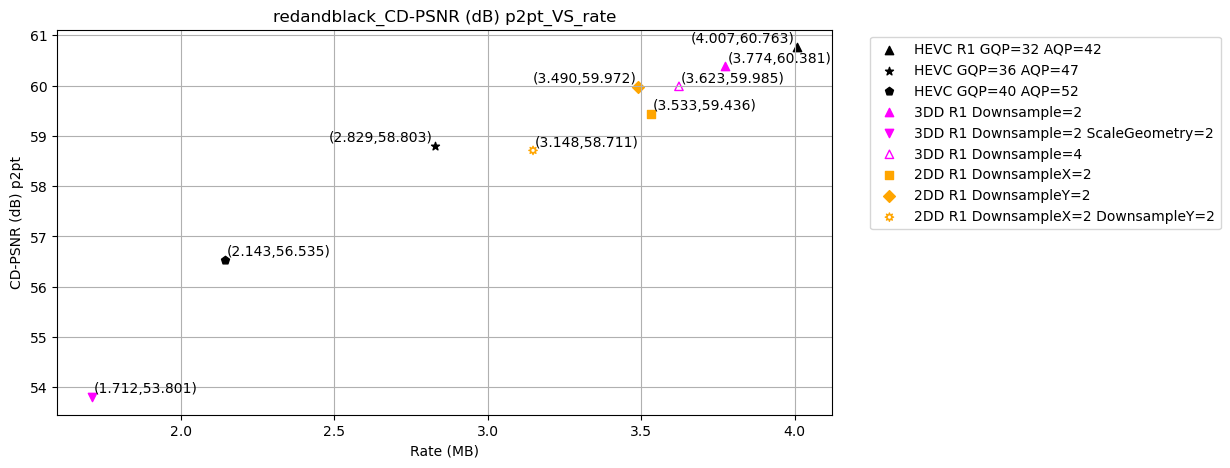 redandblack_CD-PSNR (dB) p2pt_VS_rate
CD-PSNR (dB) p2pt
61
60
59
58
57
56
55
54
(4.007,60.763)
(3.774,60.381)
(3.490,59.972)
(3.623,59.985)
(3.533,59.436)
(2.829,58.803)
(3.148,58.711)
(2.143,56.535)
(1.712,53.801)
2.0
2.5
3.0
3.5
4.0
Rate (MB)
HEVC R1 GQP=32 AQP=42
HEVC GQP=36 AQP=47
HEVC GQP=40 AQP=52
3DD R1 Downsample=2
3DD R1 Downsample=2 ScaleGeometry=2
3DD R1 Downsample=4
2DD R1 DownsampleX=2
2DD R1 DownsampleY=2
2DD R1 DownsampleX=2 DownsampleY=2